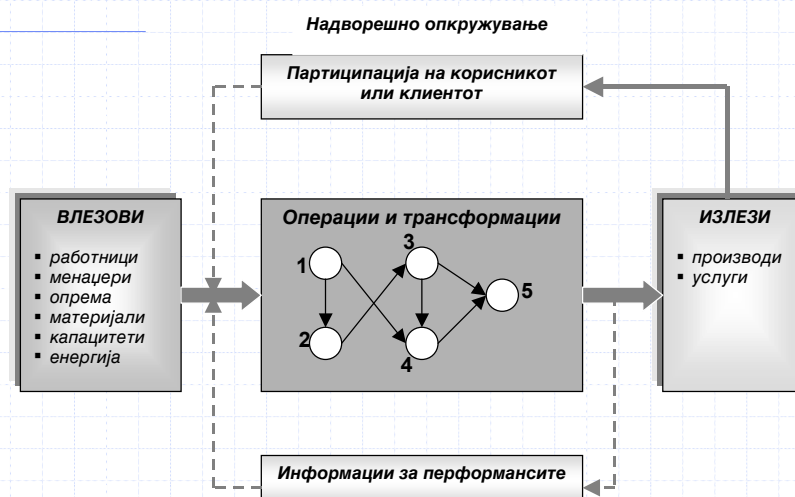 Надворешно опкружување
Партиципација на корисникот
или клиентот
ВЛЕЗОВИ
▪ работници
▪ менаџери
▪ опрема
▪ материјали
▪ капацитети
▪ енергија
Операции и трансформации
1
3
5
2
4
ИЗЛЕЗИ
▪ производи
▪ услуги
Информации за перформансите